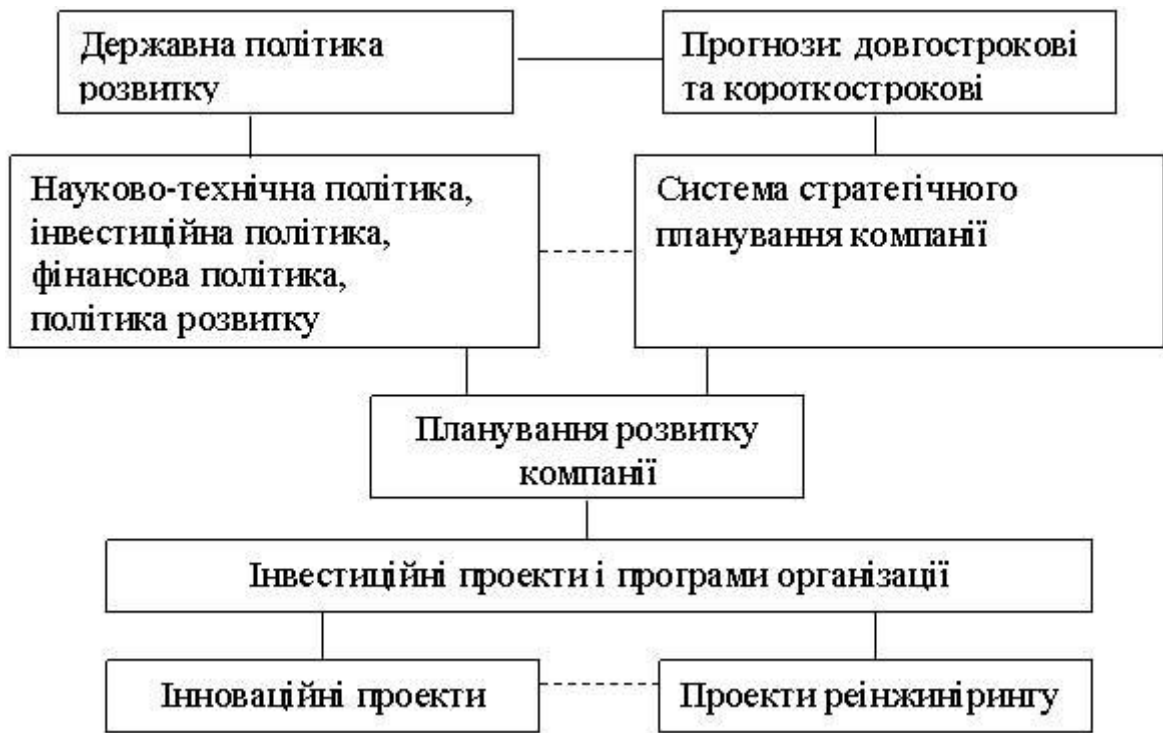 Державна політика
розвитку
Прогнози: довгострокові
та короткострокові
Науково-технічна політика,
інвестиційна політика,
фінансова політика,
політика розвитку
Система стратегічного
планування компанії
Планування розвитку
компанії
Інвестиційні проекти і програми організації
Інноваційні проекти
Проекти реінжинірингу